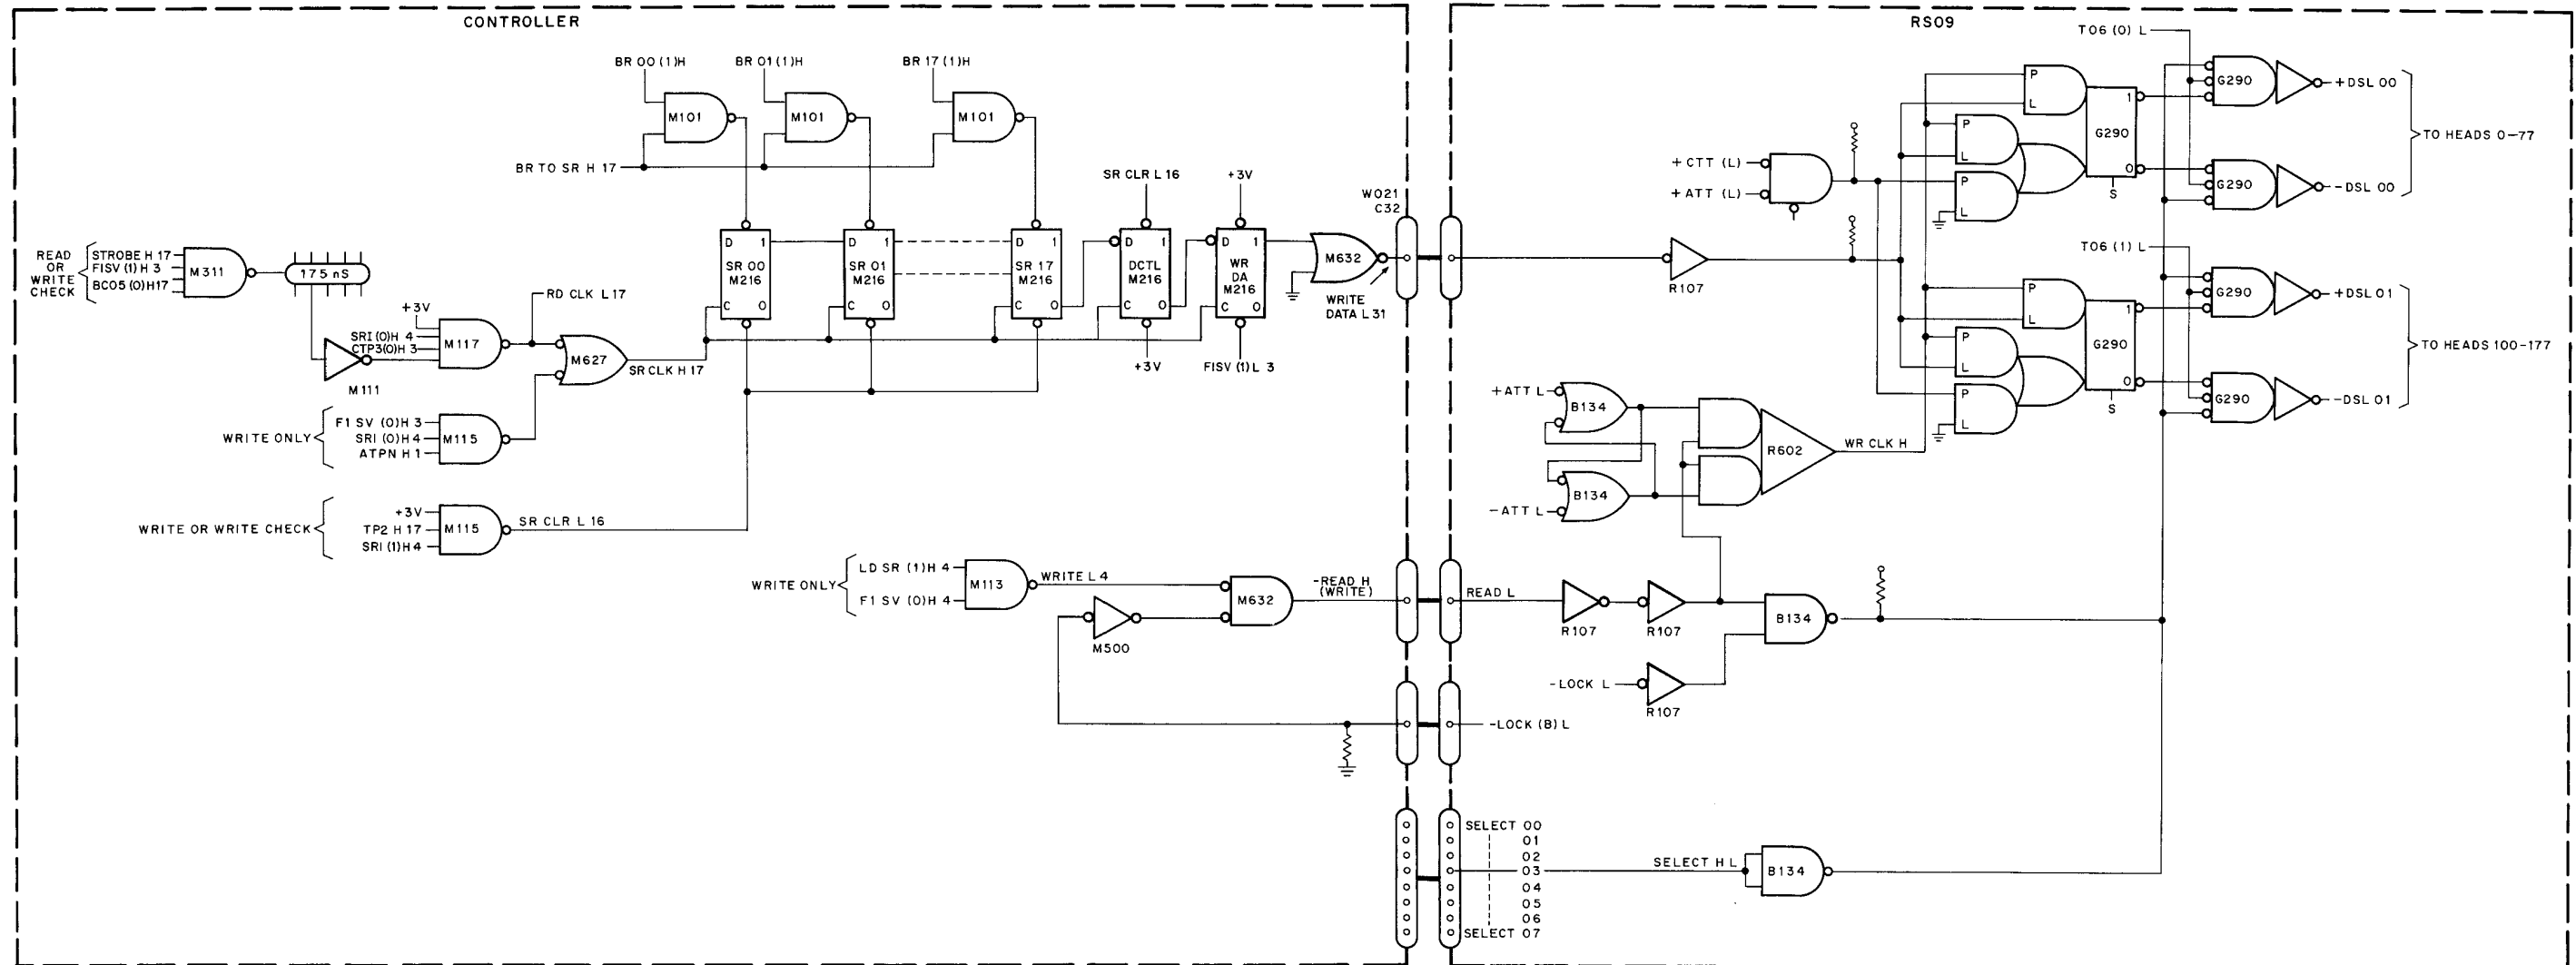 CONTROLLER
BR 00 (1)H
BR 01 (1)H
BR 17 (1)H
M101
M101
M101
BR TO SR H 17
SR CLR L 16
+3V
W021
C32
READ
OR
WRITE
CHECK
STROBE H 17
FISV (1) H 3
BC05 (0)H17
M311
175 nS
+3V
SRI (0)H 4
CTP3(0)H 3
M117
M111
RD CLK L 17
M627
SR CLK H 17
D 1
SR 00
M216
C 0
D 1
SR 01
M216
C 0
D 1
SR 17
M216
C 0
D 1
DCTL
M216
C 0
D 1
WR
DA
M216
C 0
+3V
FISV (1) L 3
M632
WRITE
DATA L 31
WRITE ONLY
F1 SV (0)H 3
SRI (0)H 4
ATPN H 1
M115
WRITE OR WRITE CHECK
+3V
TP2 H 17
SRI (1)H 4
M115
SR CLR L 16
WRITE ONLY
LD SR (1)H 4
F1 SV (0)H 4
M113
WRITE L 4
M500
M632
-READ H
(WRITE)
RS09
T06 (0) L
+CTT (L)
+ATT (L)
R107
P
L
P
L
P
L
1
G290
0
S
G290
+DSL 00
G290
-DSL 00
TO HEADS 0-77
T06 (1) L
P
L
P
L
P
L
1
G290
0
S
G290
+DSL 01
G290
-DSL 01
TO HEADS 100-177
+ATT L
B134
B134
-ATT L
R602
WR CLK H
READ L
R107
R107
B134
-LOCK L
R107
-LOCK (B) L
SELECT 00
01
02
03
04
05
06
SELECT 07
SELECT H L
B134